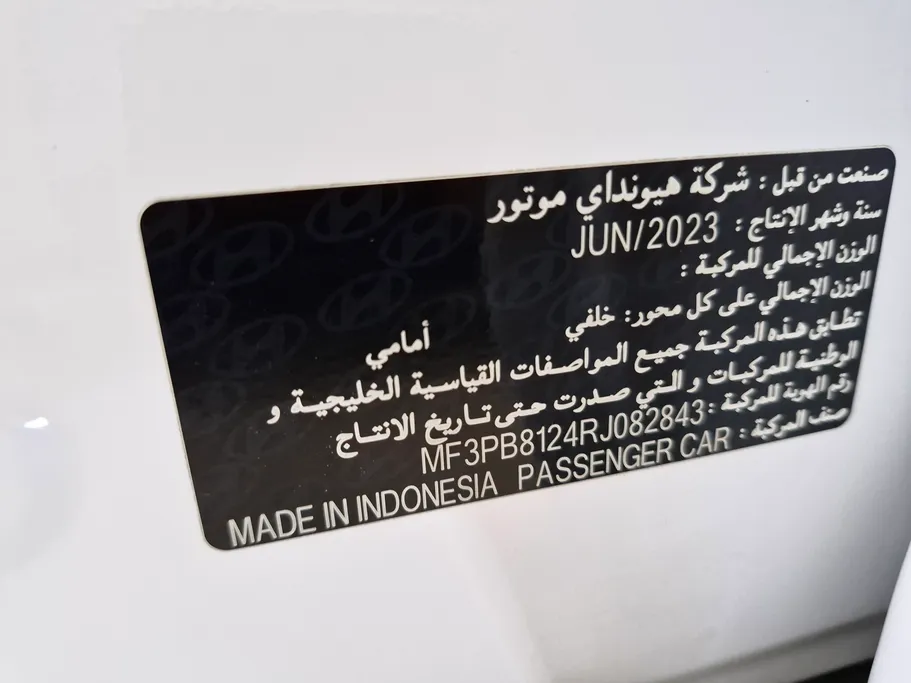 صنعت من قبل : شركة هيونداي موتور
سنة وشهر الإنتاج : JUN/2023
الوزن الإجمالي للمركبة :
الوزن الإجمالي على كل محور: خلفي أمامي
تطابق هذه المركبة جميع المواصفات القياسية الخليجية و
الوطنية للمركبات و التي صدرت حتى تاريخ الانتاج
رقم الهوية للمركبة : MF3PB8124RJ082843
صنف المركبة : PASSENGER CAR MADE IN INDONESIA